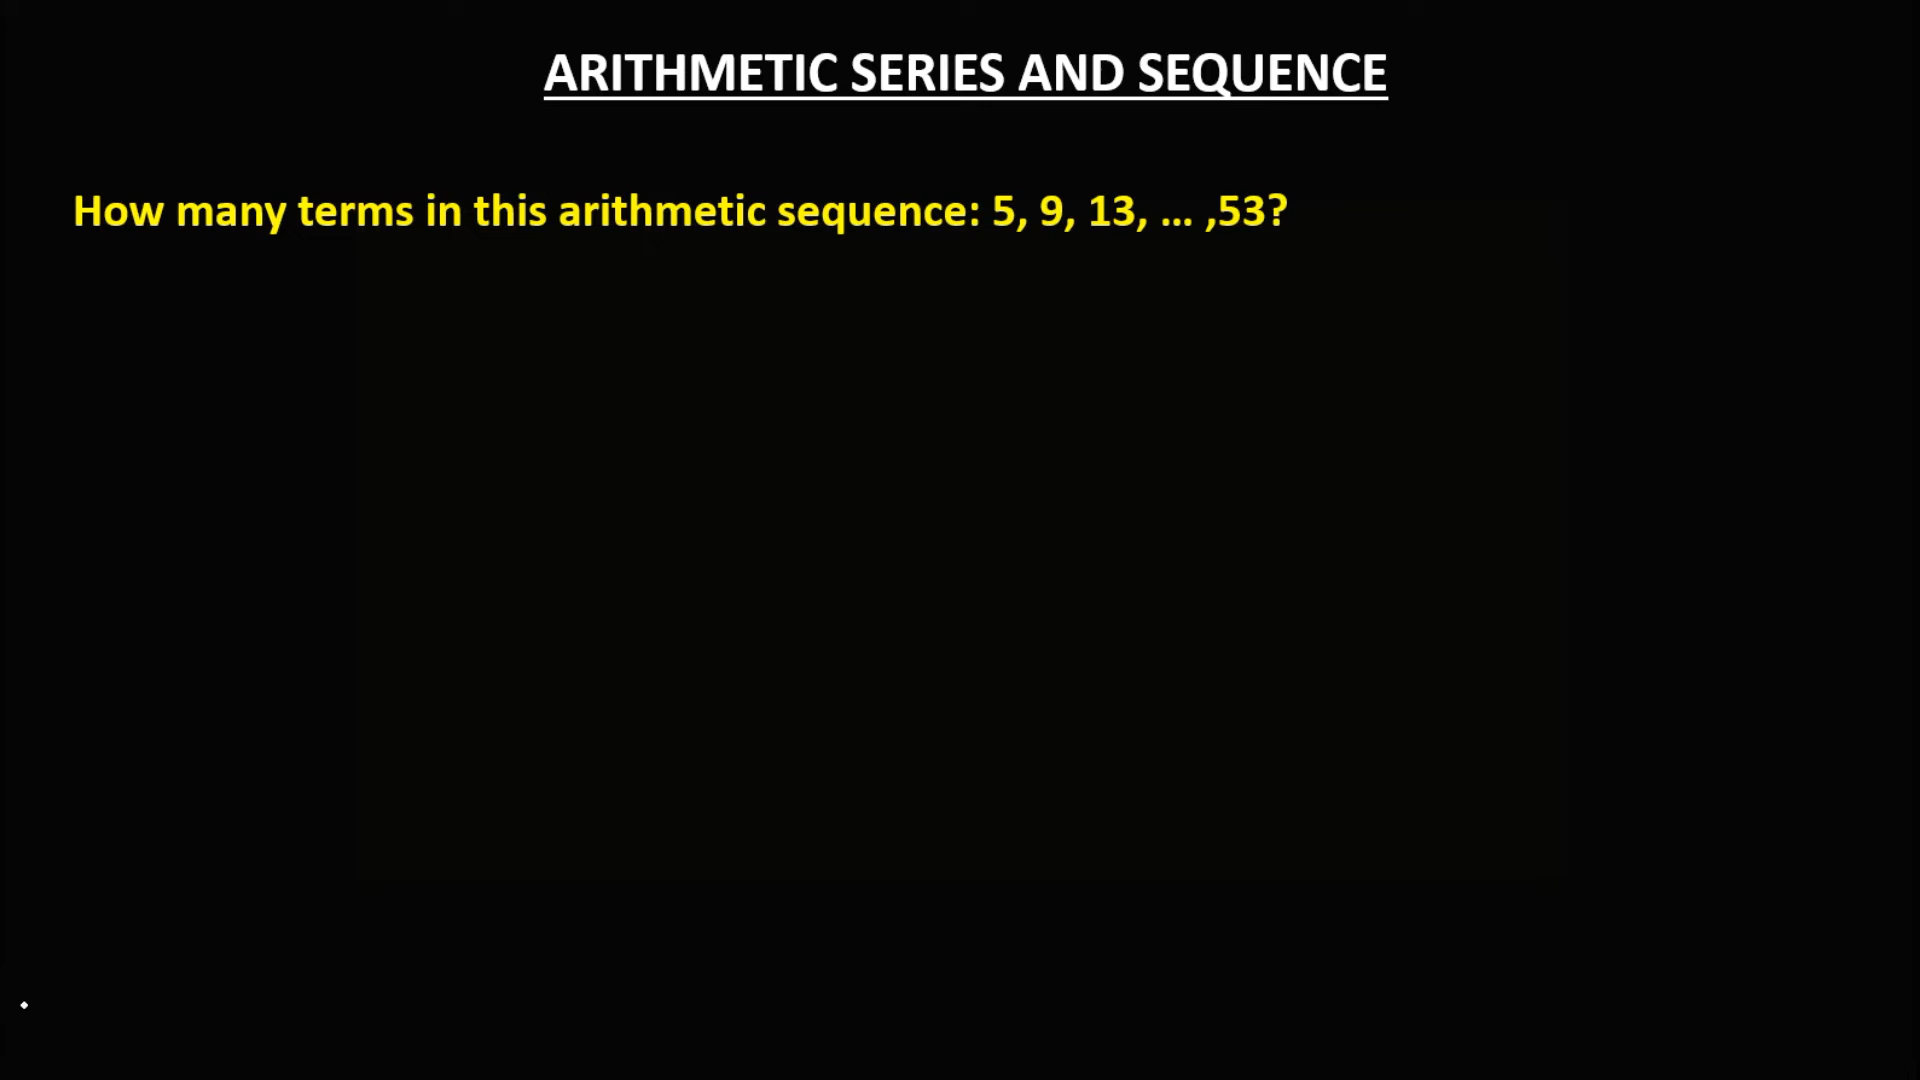 ARITHMETIC SERIES AND SEQUENCE
How many terms in this arithmetic sequence: 5, 9, 13, ... ,53?